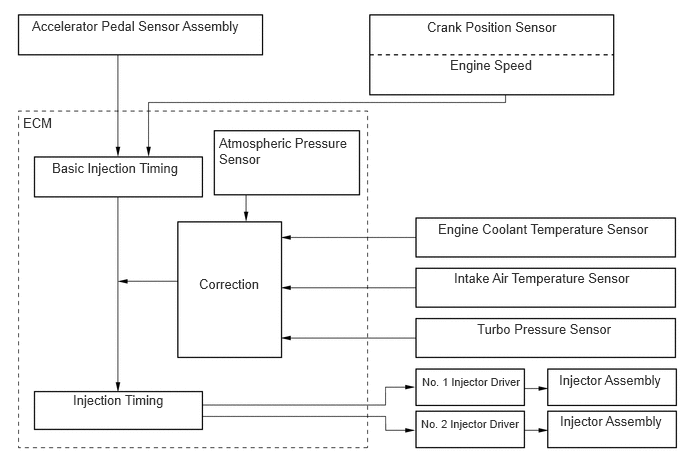 Accelerator Pedal Sensor Assembly
Crank Position Sensor
Engine Speed
ECM
Atmospheric Pressure
Sensor
Basic Injection Timing
Engine Coolant Temperature Sensor
Correction
Intake Air Temperature Sensor
Turbo Pressure Sensor
Injection Timing
No. 1 Injector Driver
Injector Assembly
No. 2 Injector Driver
Injector Assembly